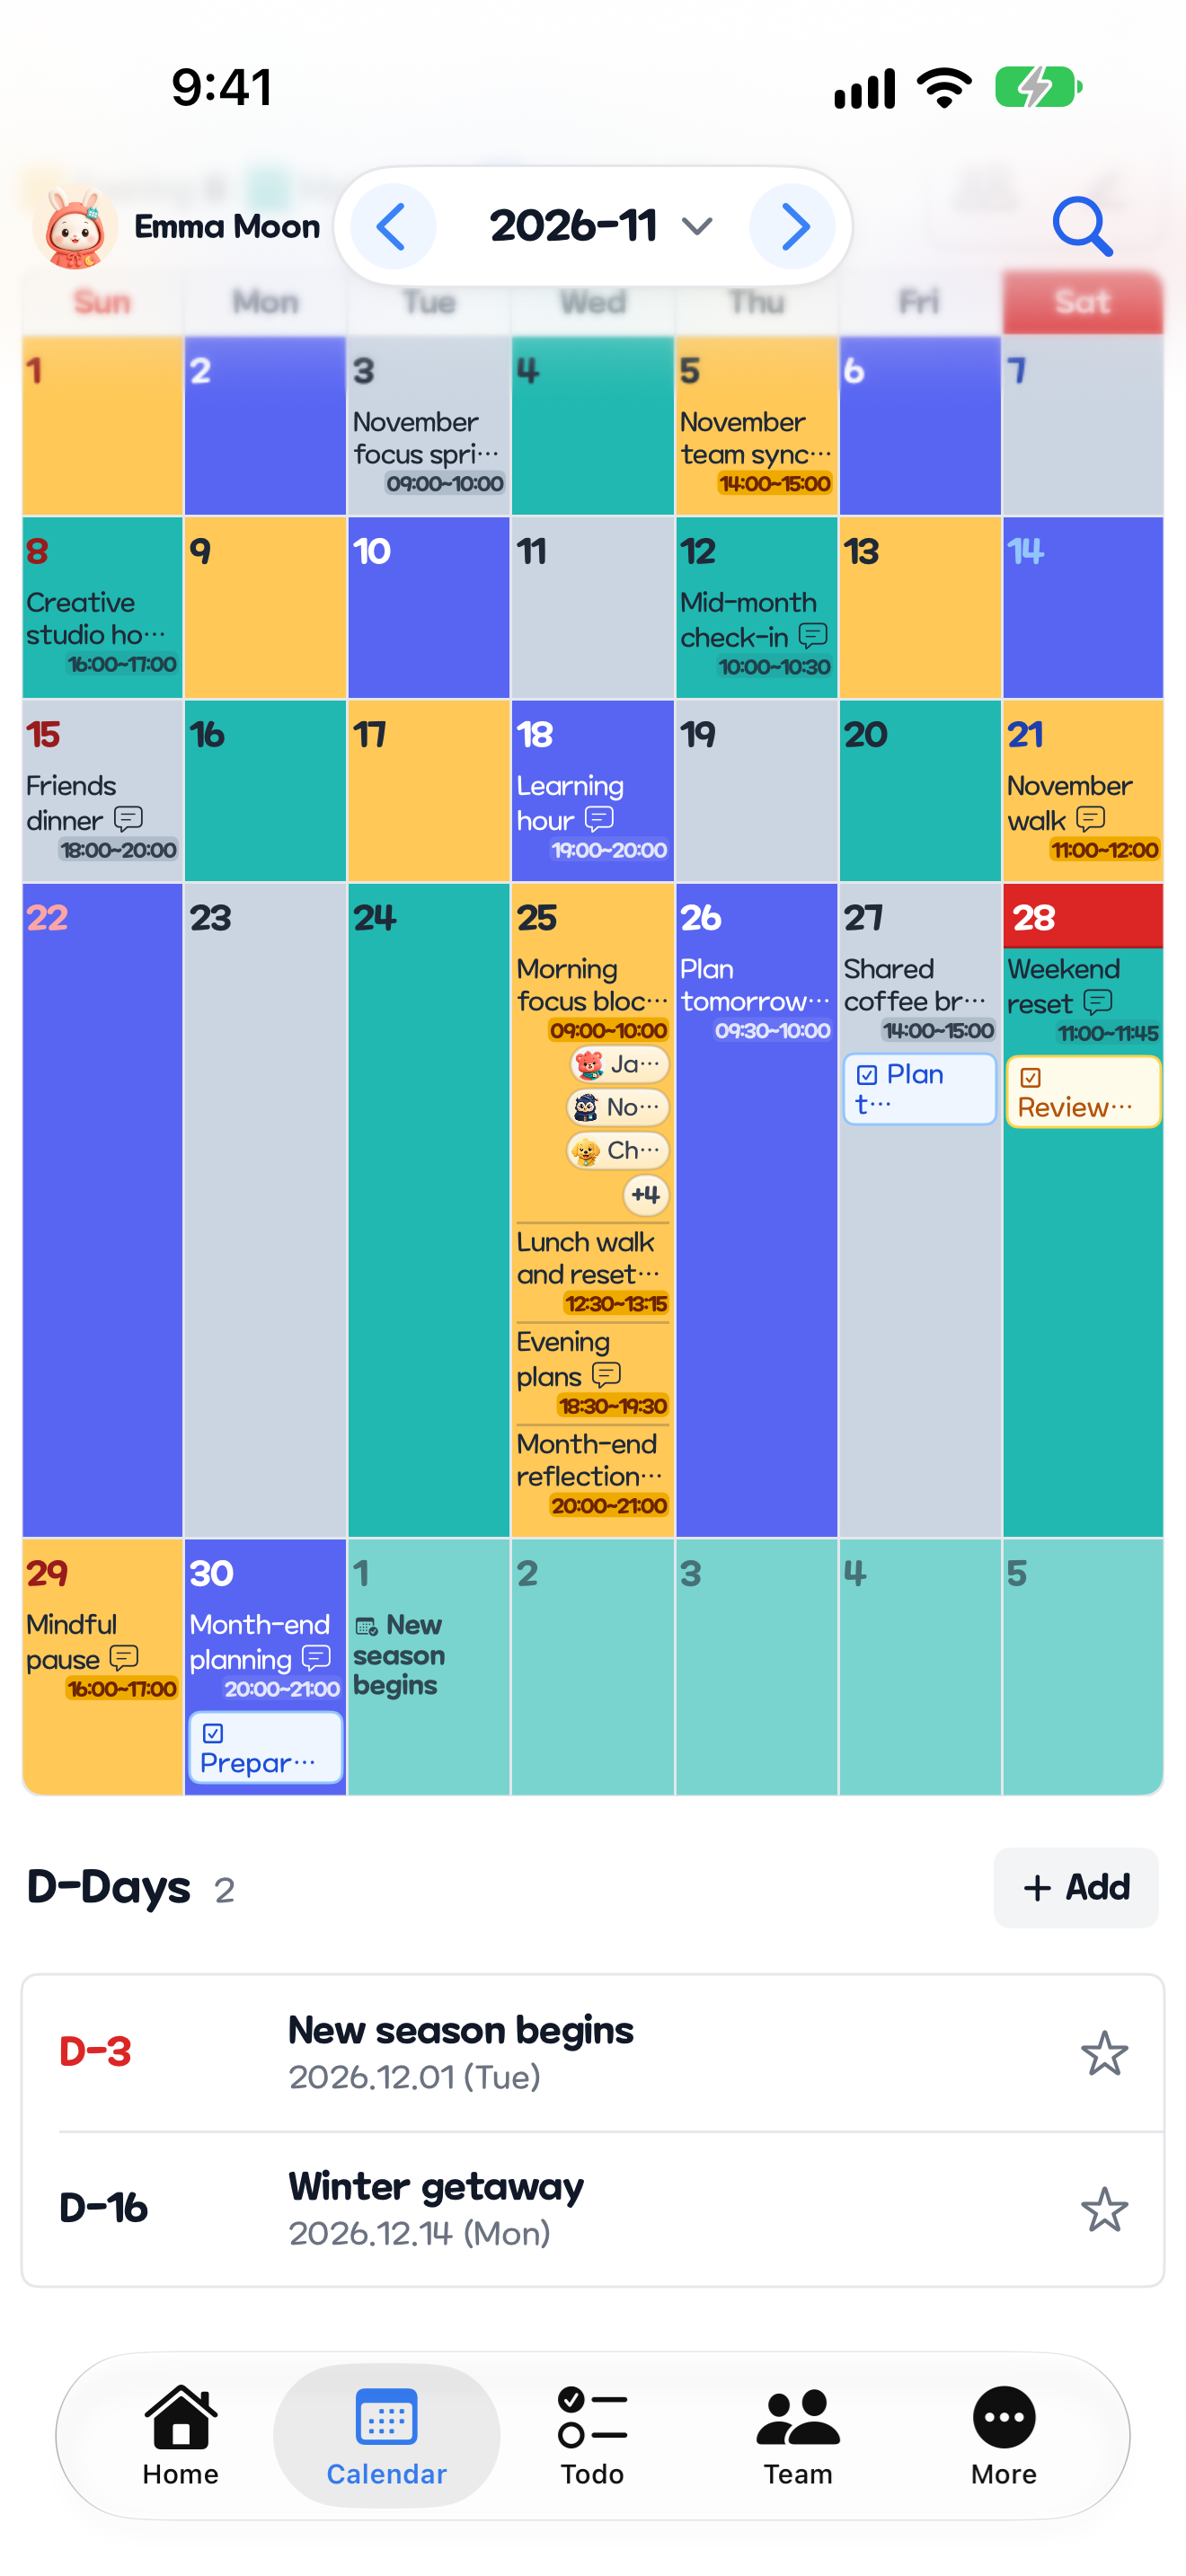 9:41
Emma Moon
2026-11
Sun Mon Tue Wed Thu Fri Sat
1 2 3 4 5 6 7
November
focus spri…
09:00~10:00
November
team sync…
14:00~15:00
8 9 10 11 12 13 14
Creative
studio ho…
16:00~17:00
Mid-month
check-in
10:00~10:30
15 16 17 18 19 20 21
Friends
dinner
18:00~20:00
Learning
hour
19:00~20:00
November
walk
11:00~12:00
22 23 24 25 26 27 28
Morning
focus bloc…
09:00~10:00
Ja…
No…
Ch…
+4
Lunch walk
and reset…
12:30~13:15
Evening
plans
18:30~19:30
Month-end
reflection…
20:00~21:00
Plan
tomorrow…
09:30~10:00
Shared
coffee br…
14:00~15:00
Plan
t…
Weekend
reset
11:00~11:45
Review…
29 30 1 2 3 4 5
Mindful
pause
16:00~17:00
Month-end
planning
20:00~21:00
Prepar…
New
season
begins
D-Days 2
+ Add
D-3
New season begins
2026.12.01 (Tue)
D-16
Winter getaway
2026.12.14 (Mon)
Home Calendar Todo Team More